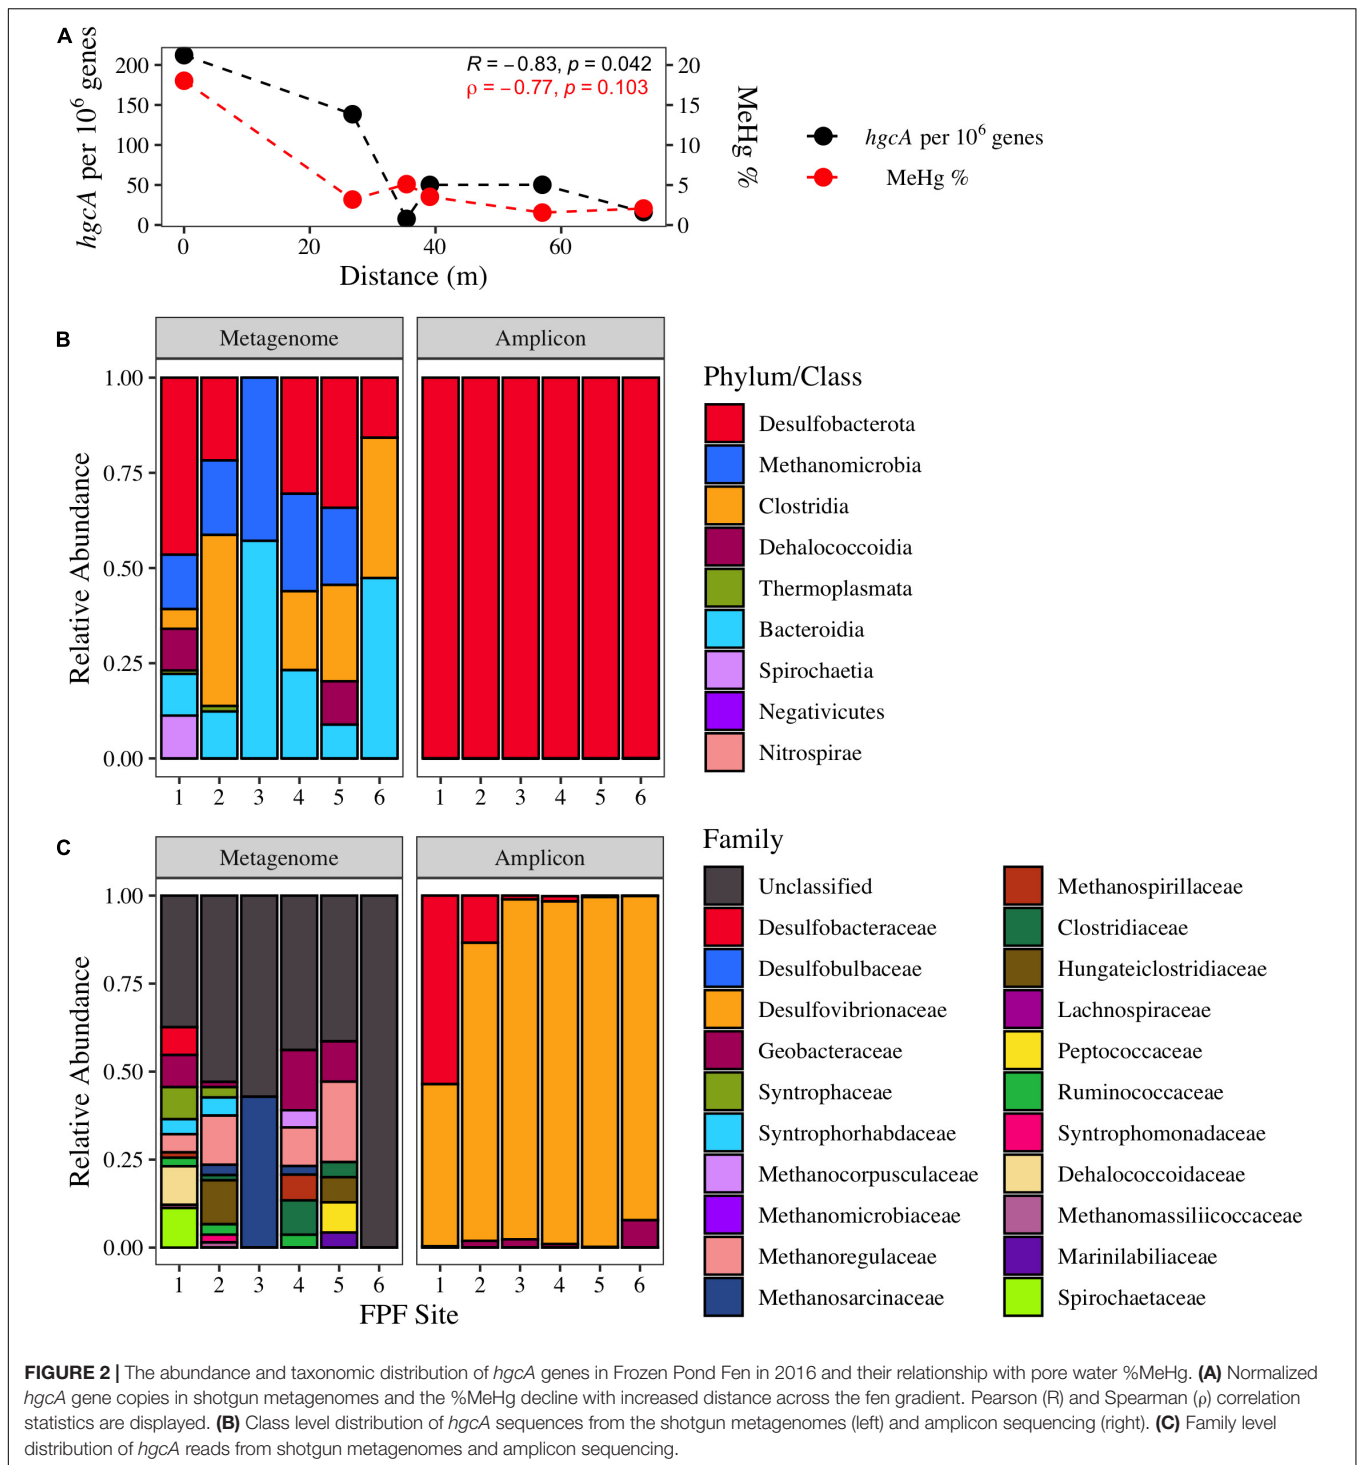 A
hgcA per 10⁶ genes
200
150
100
50
0
R = −0.83, p = 0.042
ρ = −0.77, p = 0.103
20
15
10
5
0
MeHg %
0 20 40 60
Distance (m)
hgcA per 10⁶ genes
MeHg %
B
Metagenome Amplicon
Relative Abundance
1.00
0.75
0.50
0.25
0.00
1 2 3 4 5 6 1 2 3 4 5 6
Phylum/Class
Desulfobacterota
Methanomicrobia
Clostridia
Dehalococcoidia
Thermoplasmata
Bacteroidia
Spirochaetia
Negativicutes
Nitrospirae
C
Metagenome Amplicon
Relative Abundance
1.00
0.75
0.50
0.25
0.00
1 2 3 4 5 6 1 2 3 4 5 6
FPF Site
Family
Unclassified
Desulfobacteraceae
Desulfobulbaceae
Desulfovibrionaceae
Geobacteraceae
Syntrophaceae
Syntrophorhabdaceae
Methanocorpusculaceae
Methanomicrobiaceae
Methanoregulaceae
Methanosarcinaceae
Methanospirillaceae
Clostridiaceae
Hungateiclostridiaceae
Lachnospiraceae
Peptococcaceae
Ruminococcaceae
Syntrophomonadaceae
Dehalococcoidaceae
Methanomassiliicoccaceae
Marinilabiliaceae
Spirochaetaceae
FIGURE 2 | The abundance and taxonomic distribution of hgcA genes in Frozen Pond Fen in 2016 and their relationship with pore water %MeHg. (A) Normalized
hgcA gene copies in shotgun metagenomes and the %MeHg decline with increased distance across the fen gradient. Pearson (R) and Spearman (ρ) correlation
statistics are displayed. (B) Class level distribution of hgcA sequences from the shotgun metagenomes (left) and amplicon sequencing (right). (C) Family level
distribution of hgcA reads from shotgun metagenomes and amplicon sequencing.